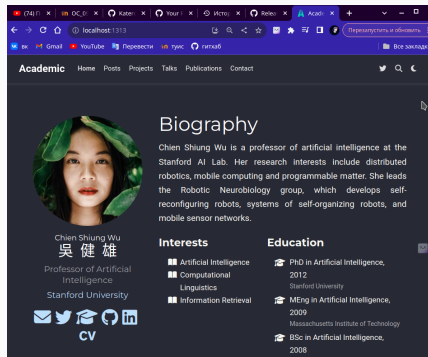 (74) П
OC_0
Kater
Your
Истор
Relea
Acade
localhost:1313
Перезапустить и обновить
вк
Gmail
YouTube
Перевести
туис
гитхаб
Все заклад
Academic
Home
Posts
Projects
Talks
Publications
Contact
Biography
Chien Shiung Wu is a professor of artificial intelligence at the
Stanford AI Lab. Her research interests include distributed
robotics, mobile computing and programmable matter. She leads
the Robotic Neurobiology group, which develops self-
reconfiguring robots, systems of self-organizing robots, and
mobile sensor networks.
Chien Shiung Wu
吳健雄
Professor of Artificial
Intelligence
Stanford University
CV
Interests
Artificial Intelligence
Computational
Linguistics
Information Retrieval
Education
PhD in Artificial Intelligence,
2012
Stanford University
MEng in Artificial Intelligence,
2009
Massachusetts Institute of Technology
BSc in Artificial Intelligence,
2008